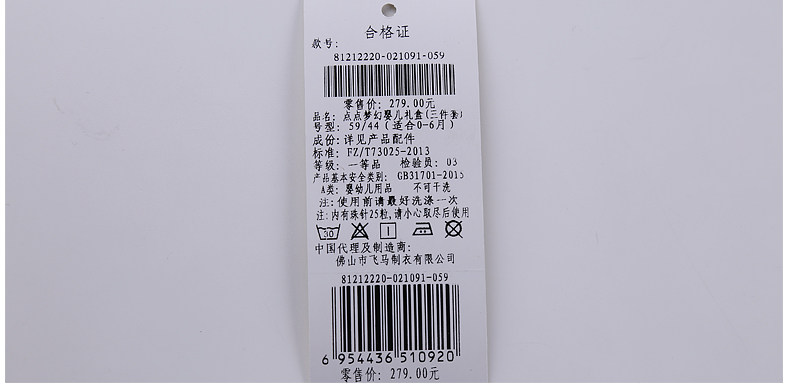 合格证
款号:
81212220-021091-059
零售价: 279.00元
品名: 点点梦幻婴儿礼盒(三件套)
号型: 59/44 (适合0-6月)
成份: 详见产品配件
标准: FZ/T73025-2013
等级: 一等品 检验员: 03
产品基本安全类别: GB31701-2015
A类: 婴幼儿用品 不可干洗
注: 使用前请最好洗涤一次
注: 内有珠针25粒,请小心取尽后使用
30
中国代理及制造商:
佛山市飞马制衣有限公司
81212220-021091-059
6 954436 510920
零售价: 279.00元